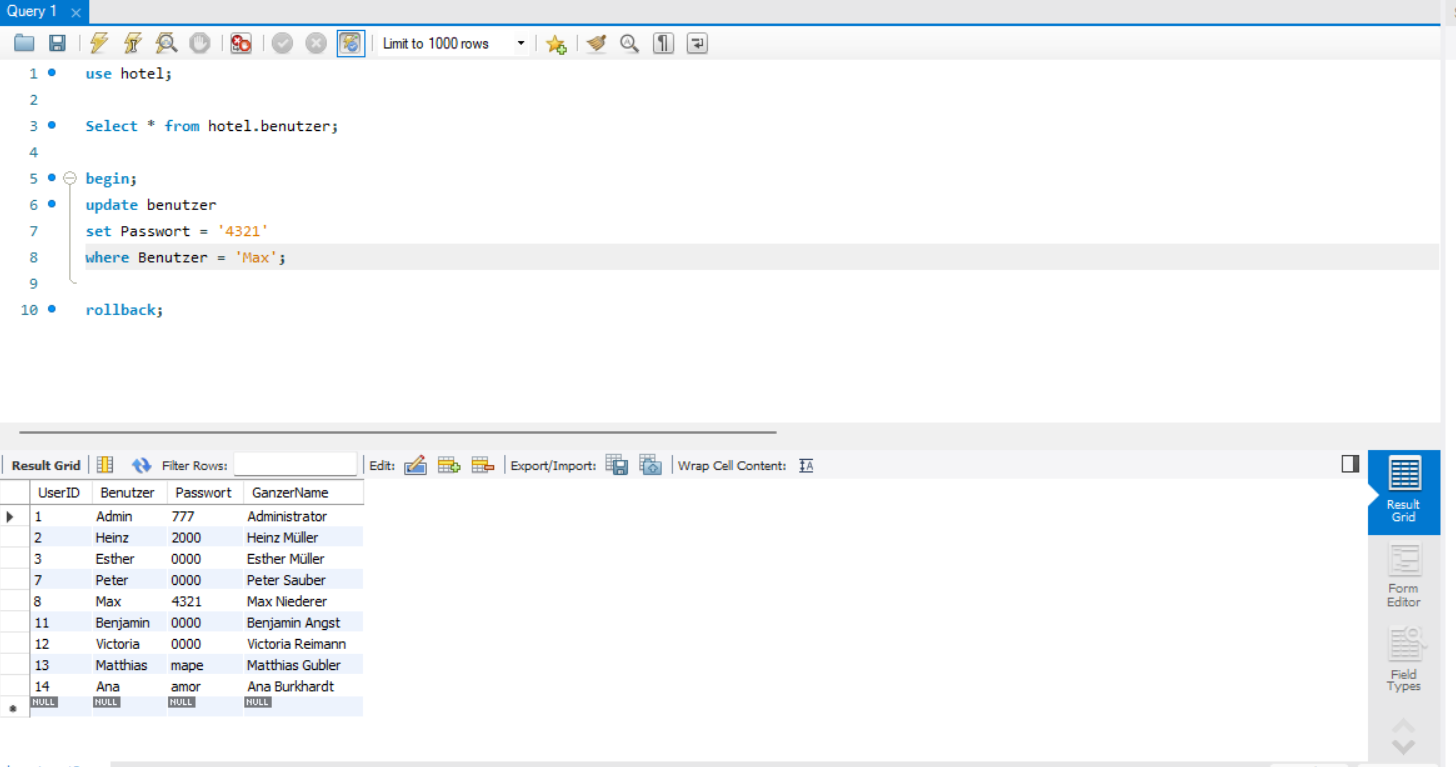 Query 1 ×
Limit to 1000 rows
1 use hotel;
2
3 Select * from hotel.benutzer;
4
5 begin;
6 update benutzer
7 set Passwort = '4321'
8 where Benutzer = 'Max';
9
10 rollback;
Result Grid Filter Rows: Edit: Export/Import: Wrap Cell Content: IA
UserID Benutzer Passwort GanzerName
1 Admin 777 Administrator
2 Heinz 2000 Heinz Müller
3 Esther 0000 Esther Müller
7 Peter 0000 Peter Sauber
8 Max 4321 Max Niederer
11 Benjamin 0000 Benjamin Angst
12 Victoria 0000 Victoria Reimann
13 Matthias mape Matthias Gubler
14 Ana amor Ana Burkhardt
NULL NULL NULL NULL
Result
Grid
Form
Editor
Field
Types